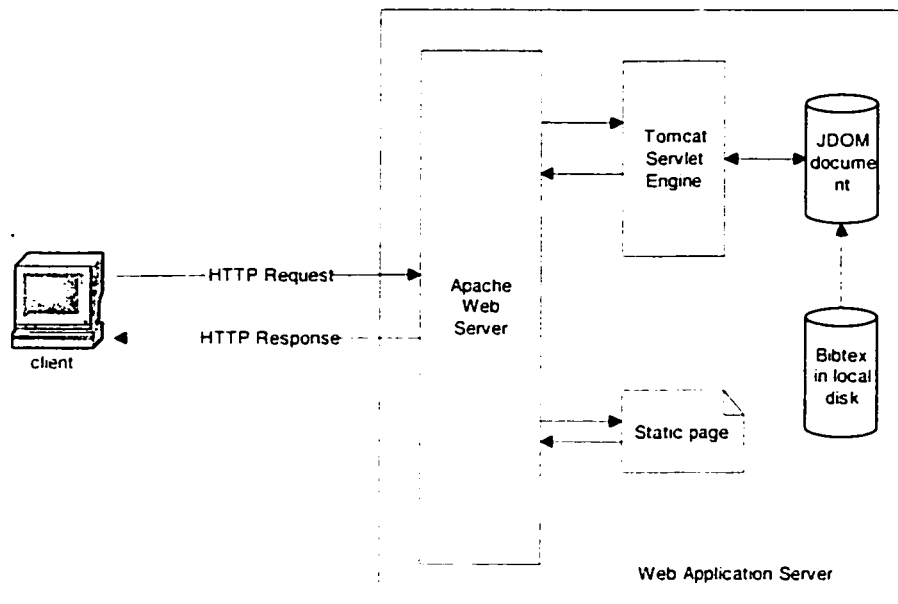 Tomcat
Servlet
Engine
JDOM
docume
nt
HTTP Request
Apache
Web
Server
HTTP Response
client
Bibtex
in local
disk
Static page
Web Application Server